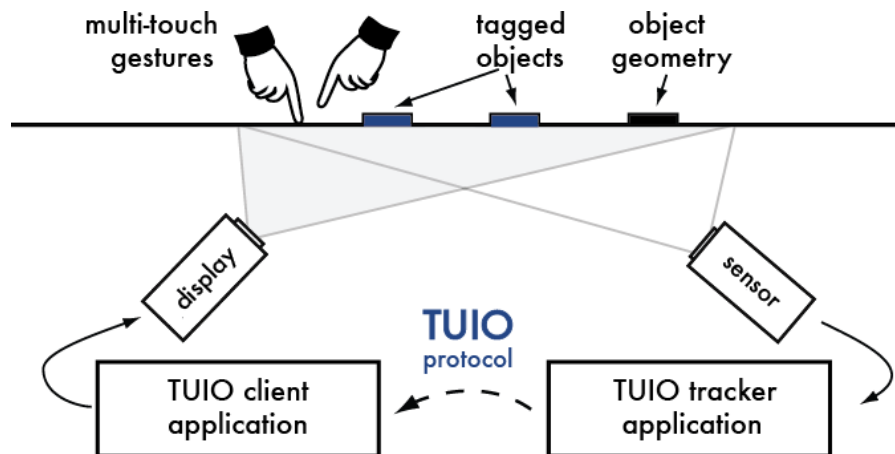 multi-touch
gestures
tagged
objects
object
geometry
display
sensor
TUIO
protocol
TUIO client
application
TUIO tracker
application